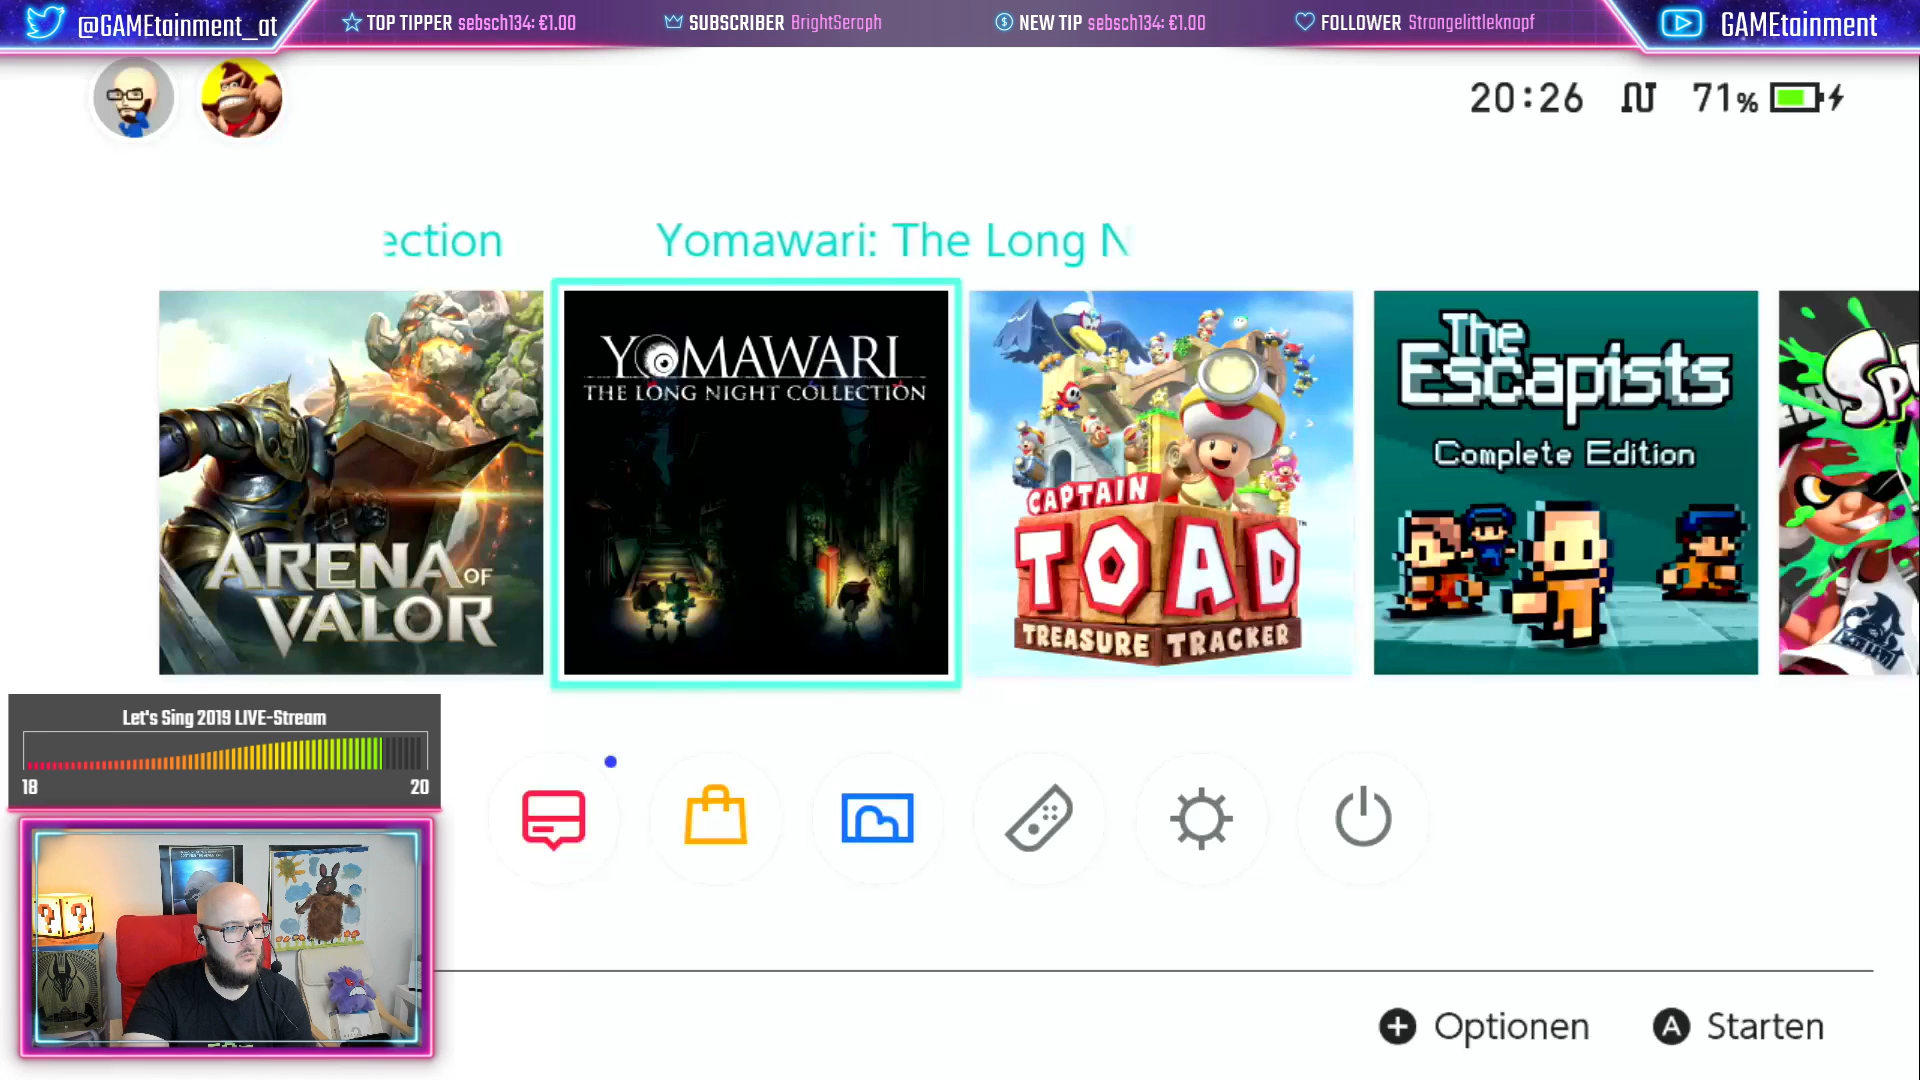 @GAMEtainment_at
TOP TIPPER sebsch134: €1.00
SUBSCRIBER BrightSeraph
NEW TIP sebsch134: €1.00
FOLLOWER Strangelittleknopf
GAMEtainment
20:26
71%
ection
Yomawari: The Long N
ARENA OF
VALOR
YOMAWARI
THE LONG NIGHT COLLECTION
CAPTAIN
TOAD™
TREASURE TRACKER
The
Escapists
Complete Edition
Spl
Let's Sing 2019 LIVE-Stream
18
20
? ?
Optionen
A Starten